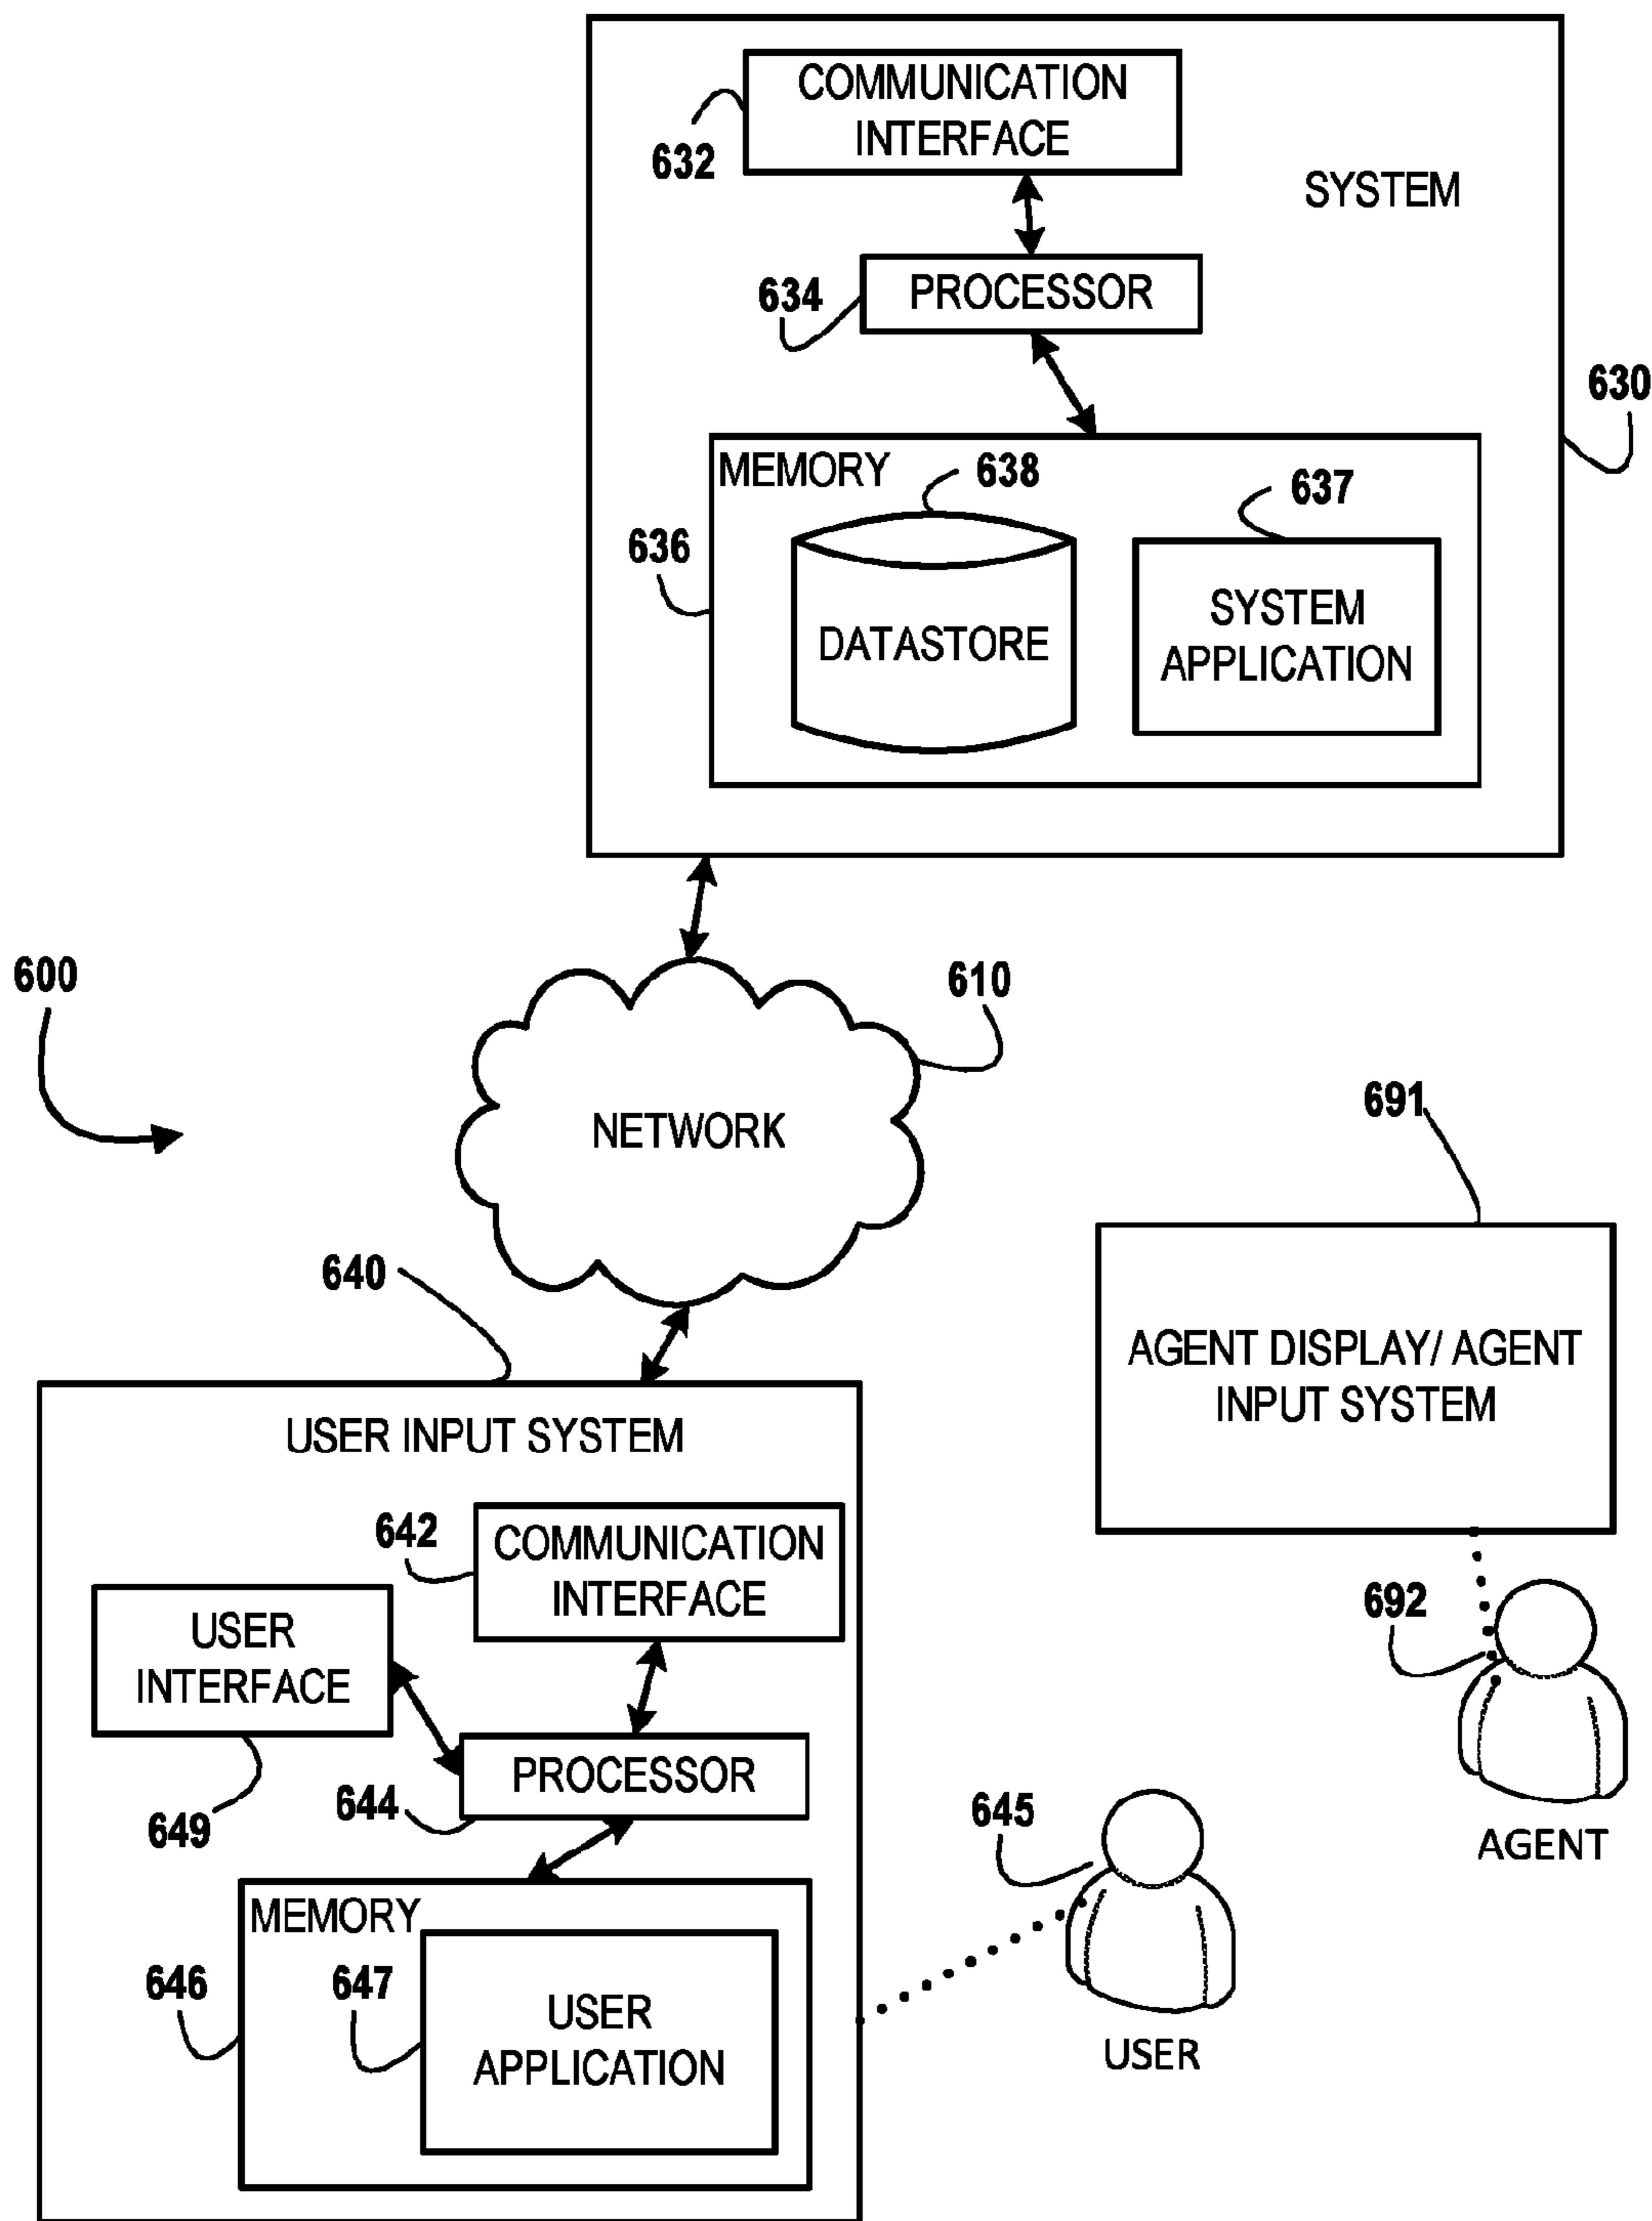 COMMUNICATION
INTERFACE
632
SYSTEM
634
PROCESSOR
630
MEMORY
638
637
636
DATASTORE
SYSTEM
APPLICATION
600
610
NETWORK
691
640
AGENT DISPLAY/ AGENT
INPUT SYSTEM
USER INPUT SYSTEM
642
COMMUNICATION
INTERFACE
692
USER
INTERFACE
PROCESSOR
644
649
645
AGENT
MEMORY
646
647
USER
APPLICATION
USER